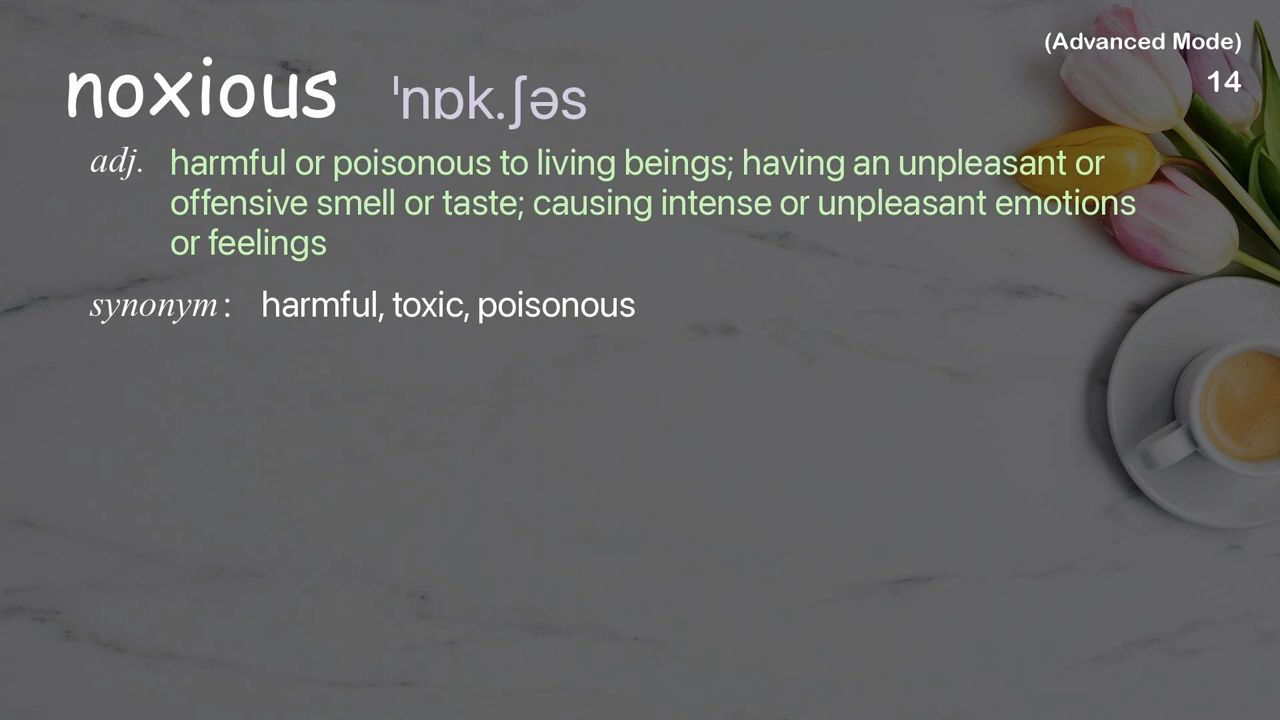 (Advanced Mode)
14
noxious ˈnɒk.ʃəs
adj. harmful or poisonous to living beings; having an unpleasant or
offensive smell or taste; causing intense or unpleasant emotions
or feelings
synonym: harmful, toxic, poisonous